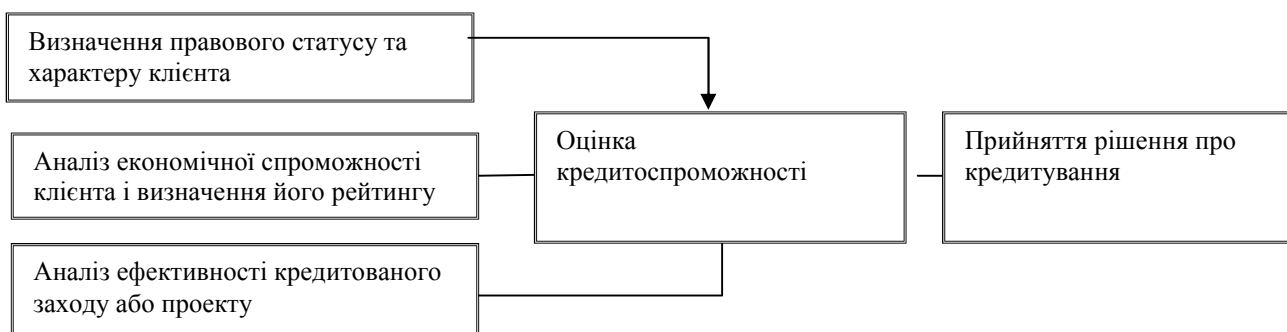 Визначення правового статусу та
характеру клієнта
Аналіз економічної спроможності
клієнта і визначення його рейтингу
Аналіз ефективності кредитованого
заходу або проекту
Оцінка
кредитоспроможності
Прийняття рішення про
кредитування